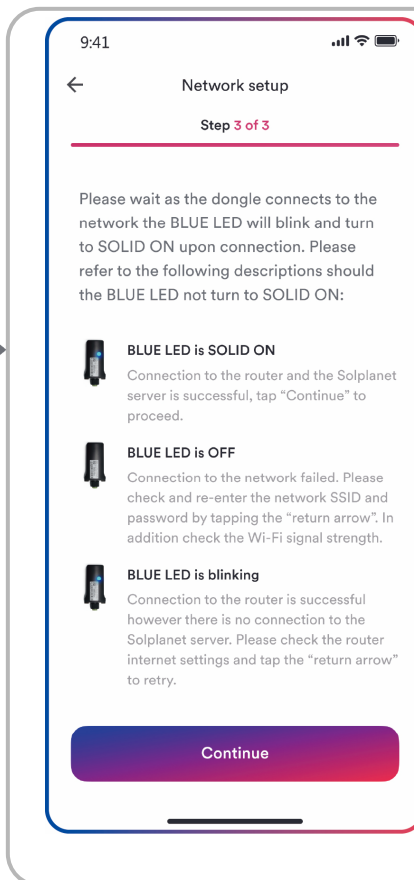 9:41
Network setup
Step 3 of 3
Please wait as the dongle connects to the
network the BLUE LED will blink and turn
to SOLID ON upon connection. Please
refer to the following descriptions should
the BLUE LED not turn to SOLID ON:
BLUE LED is SOLID ON
Connection to the router and the Solplanet
server is successful, tap “Continue” to
proceed.
BLUE LED is OFF
Connection to the network failed. Please
check and re-enter the network SSID and
password by tapping the “return arrow”. In
addition check the Wi-Fi signal strength.
BLUE LED is blinking
Connection to the router is successful
however there is no connection to the
Solplanet server. Please check the router
internet settings and tap the “return arrow”
to retry.
Continue